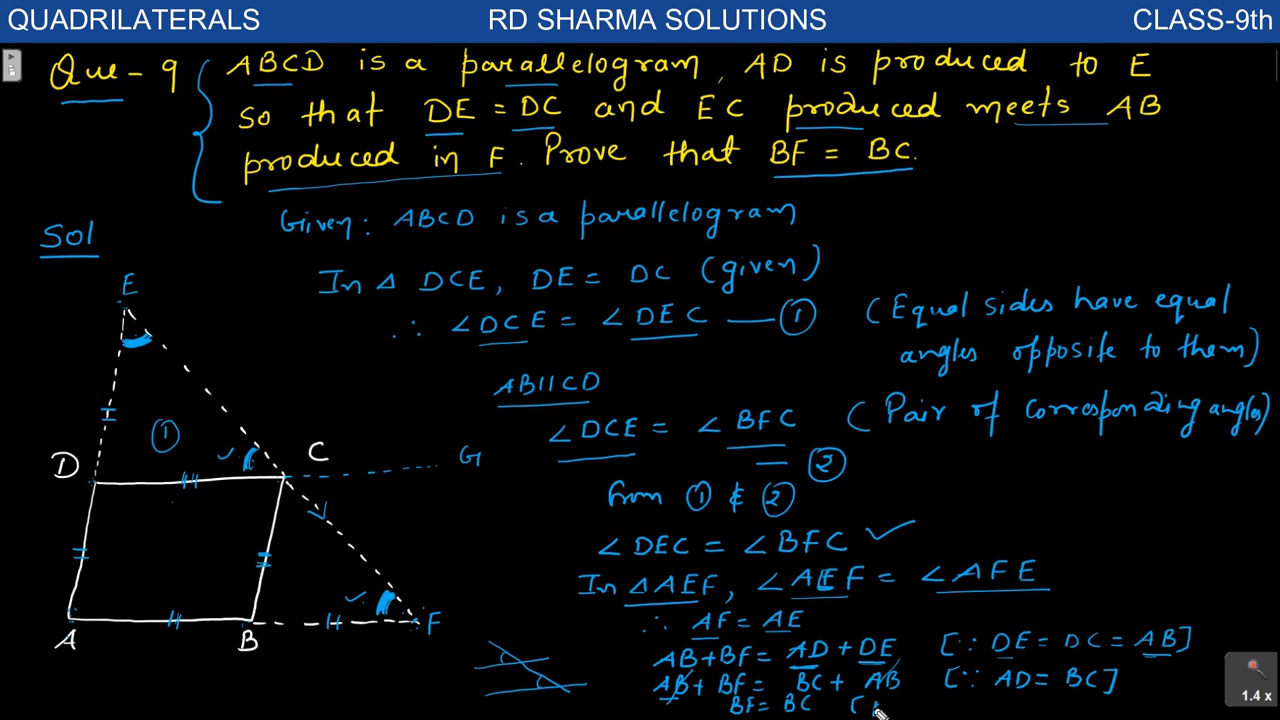 QUADRILATERALS RD SHARMA SOLUTIONS CLASS-9th
Que - 9 ABCD is a parallelogram, AD is produced to E
so that DE = DC and EC produced meets AB
produced in F. Prove that BF = BC.
Sol
Given: ABCD is a parallelogram
In Δ DCE, DE = DC (given)
∴ ∠DCE = ∠DEC — ①
(Equal sides have equal
angles opposite to them)
AB||CD
∠DCE = ∠BFC (Pair of corresponding angles)
— ②
from ① & ②
∠DEC = ∠BFC ✓
In ΔAEF, ∠AEF = ∠AFE
∴ AF = AE
AB+BF = AD+DE [∵ DE = DC = AB]
AB+BF = BC+AB [∵ AD = BC]
BF = BC [
E
①
D
C
G
A
B
F
1.4 x